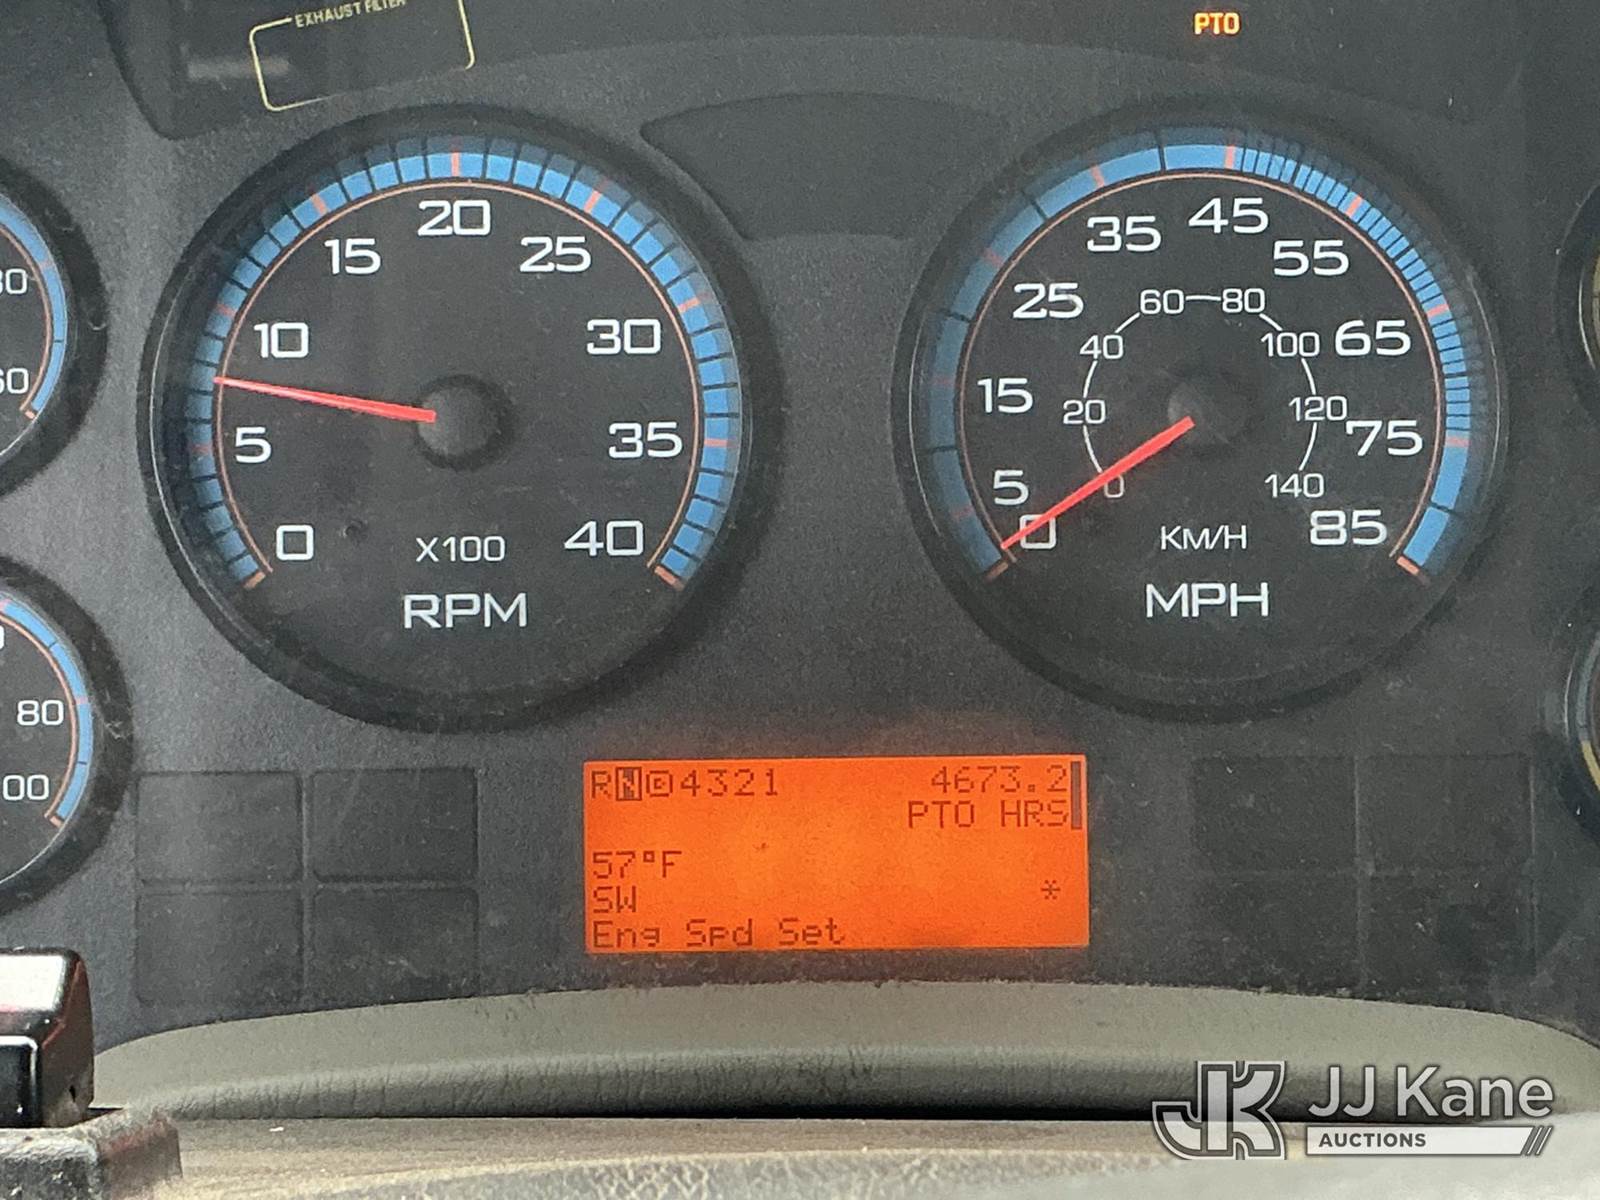 EXHAUST FILTER
PTO
0 5 10 15 20 25 30 35 40
X100
RPM
0 5 15 25 35 45 55 65 75 85
0 20 40 60 80 100 120 140
KM/H
MPH
80
RND4321 4673.2
PTO HRS
57°F
SW *
Eng Spd Set
JK JJ Kane
AUCTIONS